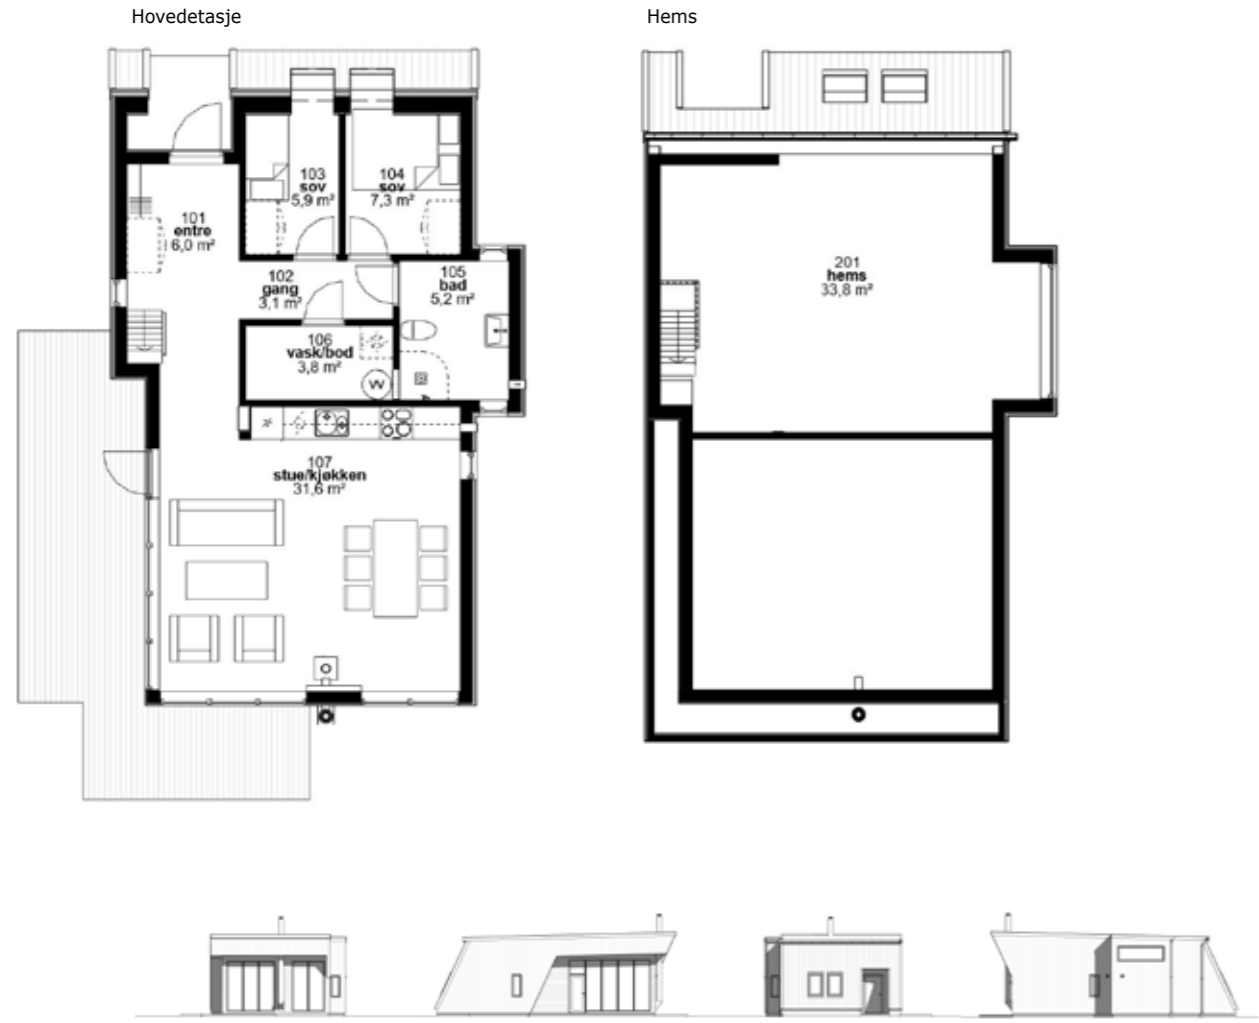 Hovedetasje
Hems
101
entre
6,0 m²
102
gang
3,1 m²
103
sov
5,9 m²
104
sov
7,3 m²
105
bad
5,2 m²
106
vask/bod
3,8 m²
VV
107
stue/kjøkken
31,6 m²
201
hems
33,8 m²